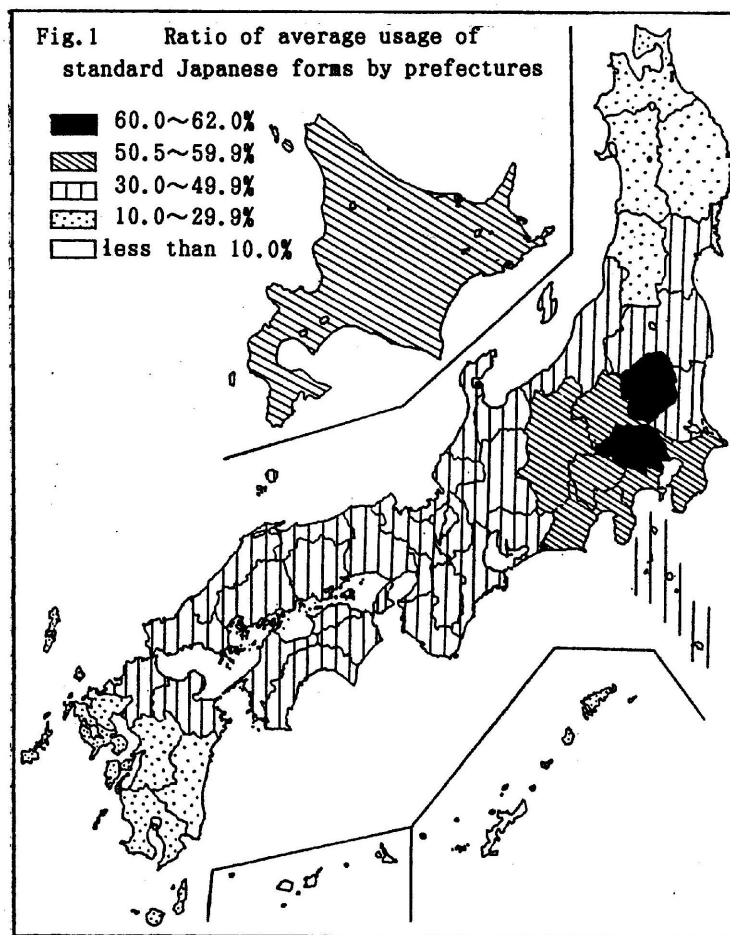 Fig.1 Ratio of average usage of
standard Japanese forms by prefectures
60.0～62.0%
50.5～59.9%
30.0～49.9%
10.0～29.9%
less than 10.0%